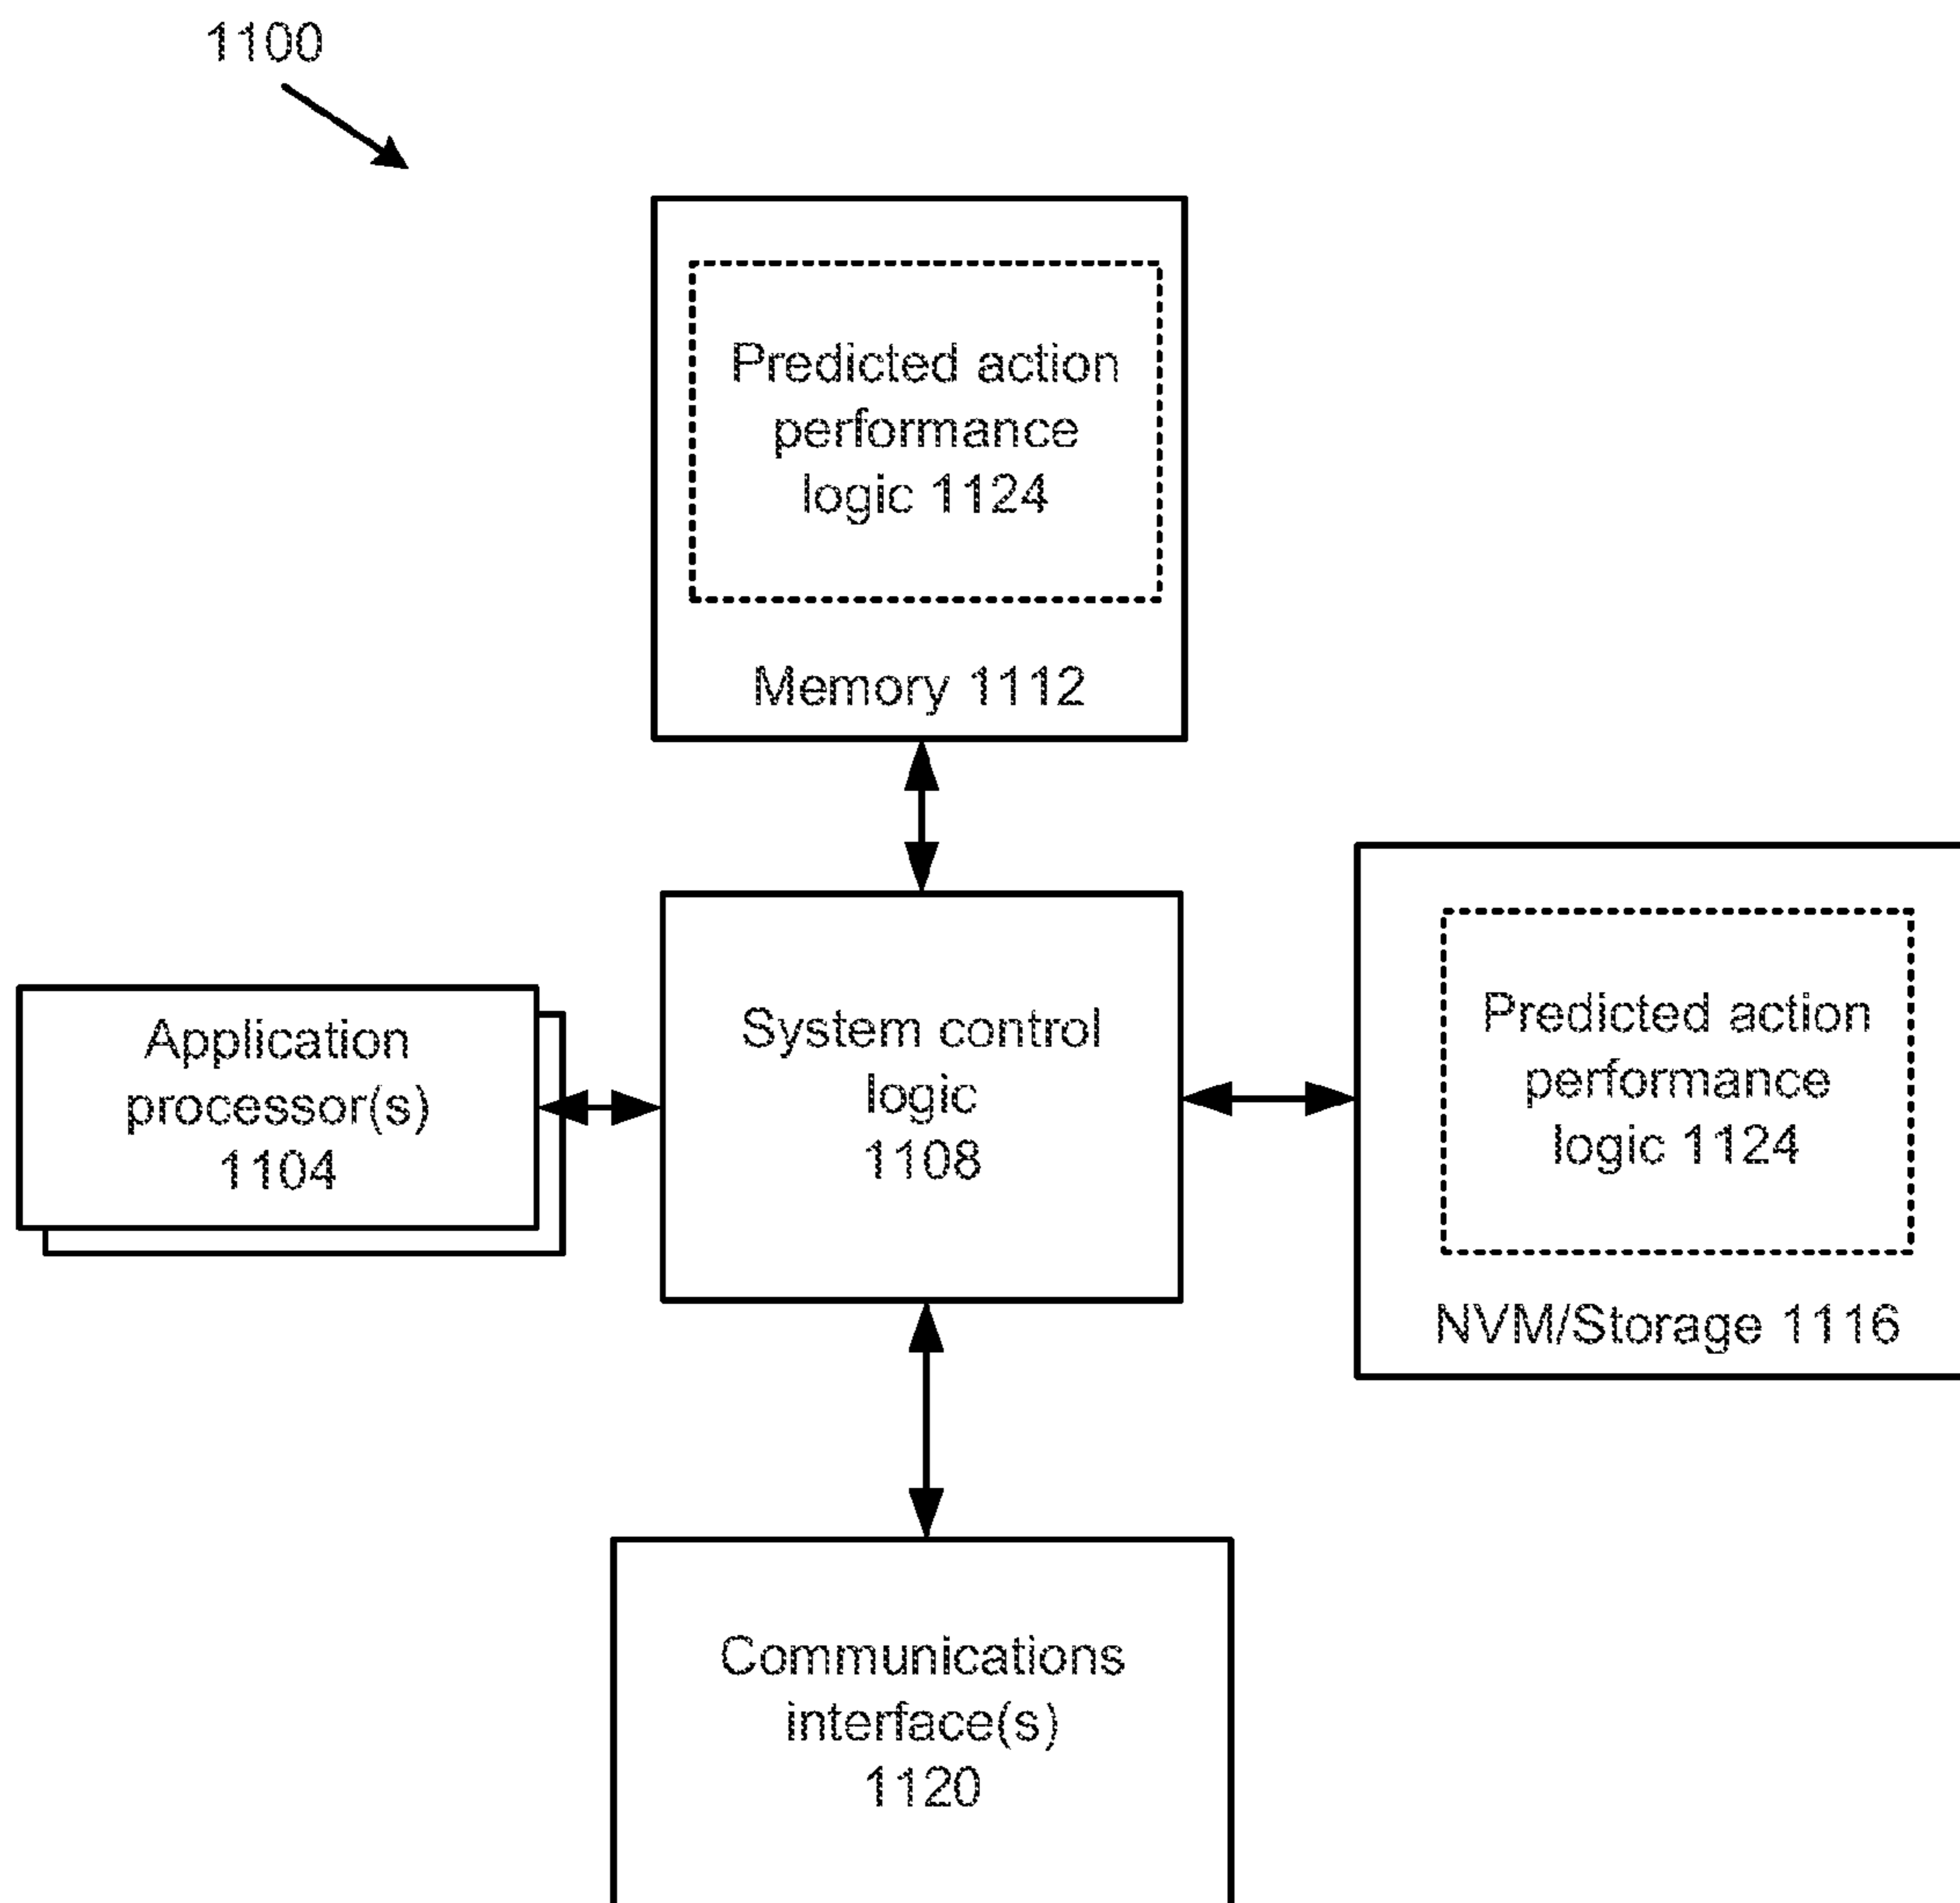 1100
Predicted action
performance
logic 1124
Memory 1112
Application
processor(s)
1104
System control
logic
1108
Predicted action
performance
logic 1124
NVM/Storage 1116
Communications
interface(s)
1120